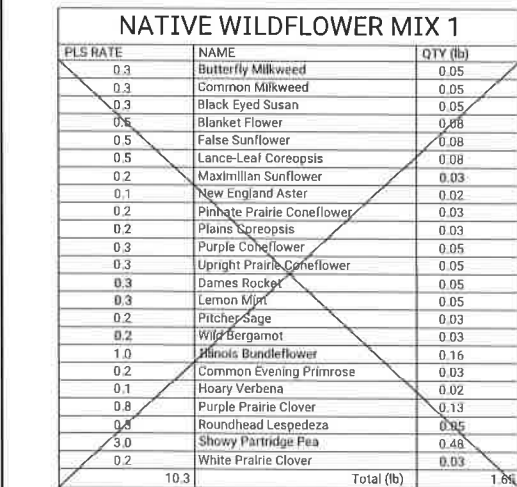 NATIVE WILDFLOWER MIX 1
PLS RATE NAME QTY (lb)
0.3 Butterfly Milkweed 0.05
0.3 Common Milkweed 0.05
0.3 Black Eyed Susan 0.05
0.5 Blanket Flower 0.08
0.5 False Sunflower 0.08
0.5 Lance-Leaf Coreopsis 0.08
0.2 Maximilian Sunflower 0.03
0.1 New England Aster 0.02
0.2 Pinnate Prairie Coneflower 0.03
0.2 Plains Coreopsis 0.03
0.3 Purple Coneflower 0.05
0.3 Upright Prairie Coneflower 0.05
0.3 Dames Rocket 0.05
0.3 Lemon Mint 0.05
0.2 Pitcher Sage 0.03
0.2 Wild Bergamot 0.03
1.0 Illinois Bundleflower 0.16
0.2 Common Evening Primrose 0.03
0.1 Hoary Verbena 0.02
0.8 Purple Prairie Clover 0.13
0.3 Roundhead Lespedeza 0.05
3.0 Showy Partridge Pea 0.48
0.2 White Prairie Clover 0.03
10.3 Total (lb)